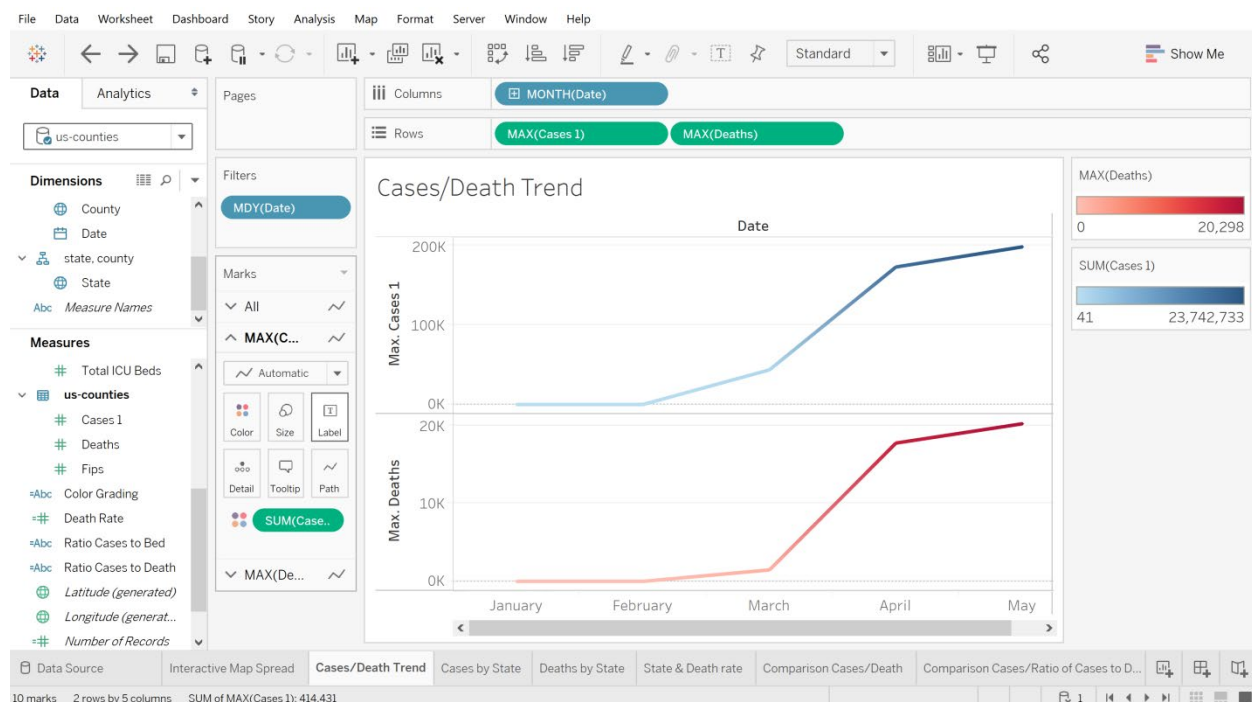 File Data Worksheet Dashboard Story Analysis Map Format Server Window Help
Standard
Show Me
Data Analytics
us-counties
Dimensions
County
Date
state, county
State
Abc Measure Names
Measures
Total ICU Beds
us-counties
Cases 1
Deaths
Fips
=Abc Color Grading
=# Death Rate
=Abc Ratio Cases to Bed
=Abc Ratio Cases to Death
Latitude (generated)
Longitude (generat...
=# Number of Records
Pages
Filters
MDY(Date)
Marks
All
MAX(C...
Automatic
Color Size Label
Detail Tooltip Path
SUM(Case..
MAX(De...
Columns MONTH(Date)
Rows MAX(Cases 1) MAX(Deaths)
Cases/Death Trend
Date
Max. Cases 1
200K
100K
0K
Max. Deaths
20K
10K
0K
January February March April May
MAX(Deaths)
0 20,298
SUM(Cases 1)
41 23,742,733
Data Source Interactive Map Spread Cases/Death Trend Cases by State Deaths by State State & Death rate Comparison Cases/Death Comparison Cases/Ratio of Cases to D...
10 marks 2 rows by 5 columns SUM of MAX(Cases 1): 414,431 1